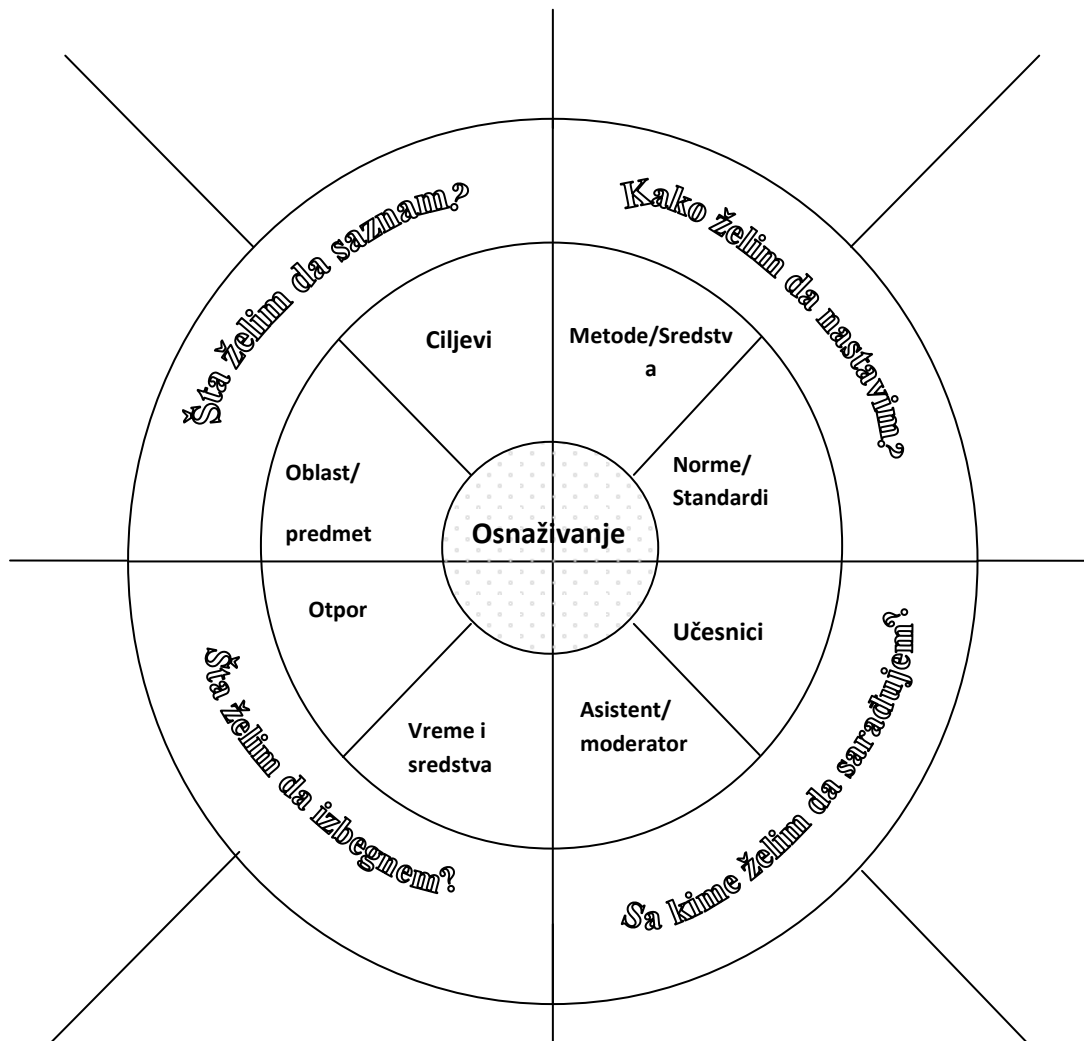 Šta želim da saznam?
Kako želim da nastavim?
Ciljevi
Metode/Sredstv
a
Oblast/
predmet
Norme/
Standardi
Osnaživanje
Otpor
Učesnici
Vreme i
sredstva
Asistent/
moderator
Šta želim da izbegnem?
Sa kime želim da sarađujem?